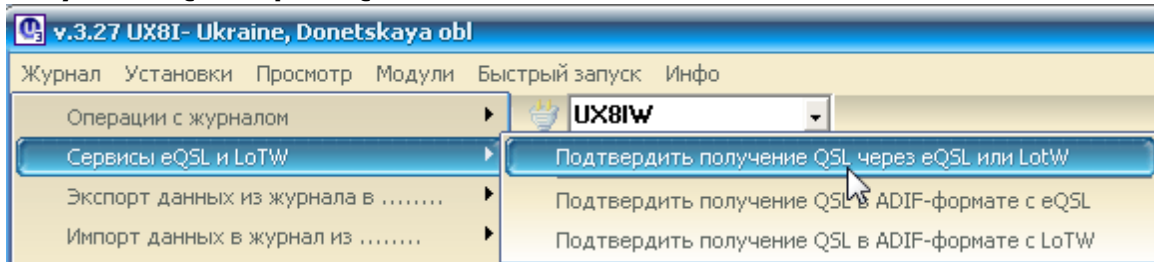 v.3.27 UX8I- Ukraine, Donetskaya obl
Журнал Установки Просмотр Модули Быстрый запуск Инфо
Операции с журналом
UX8IW
Сервисы eQSL и LoTW
Подтвердить получение QSL через eQSL или LotW
Экспорт данных из журнала в ........
Подтвердить получение QSL в ADIF-формате с eQSL
Импорт данных в журнал из ........
Подтвердить получение QSL в ADIF-формате с LoTW